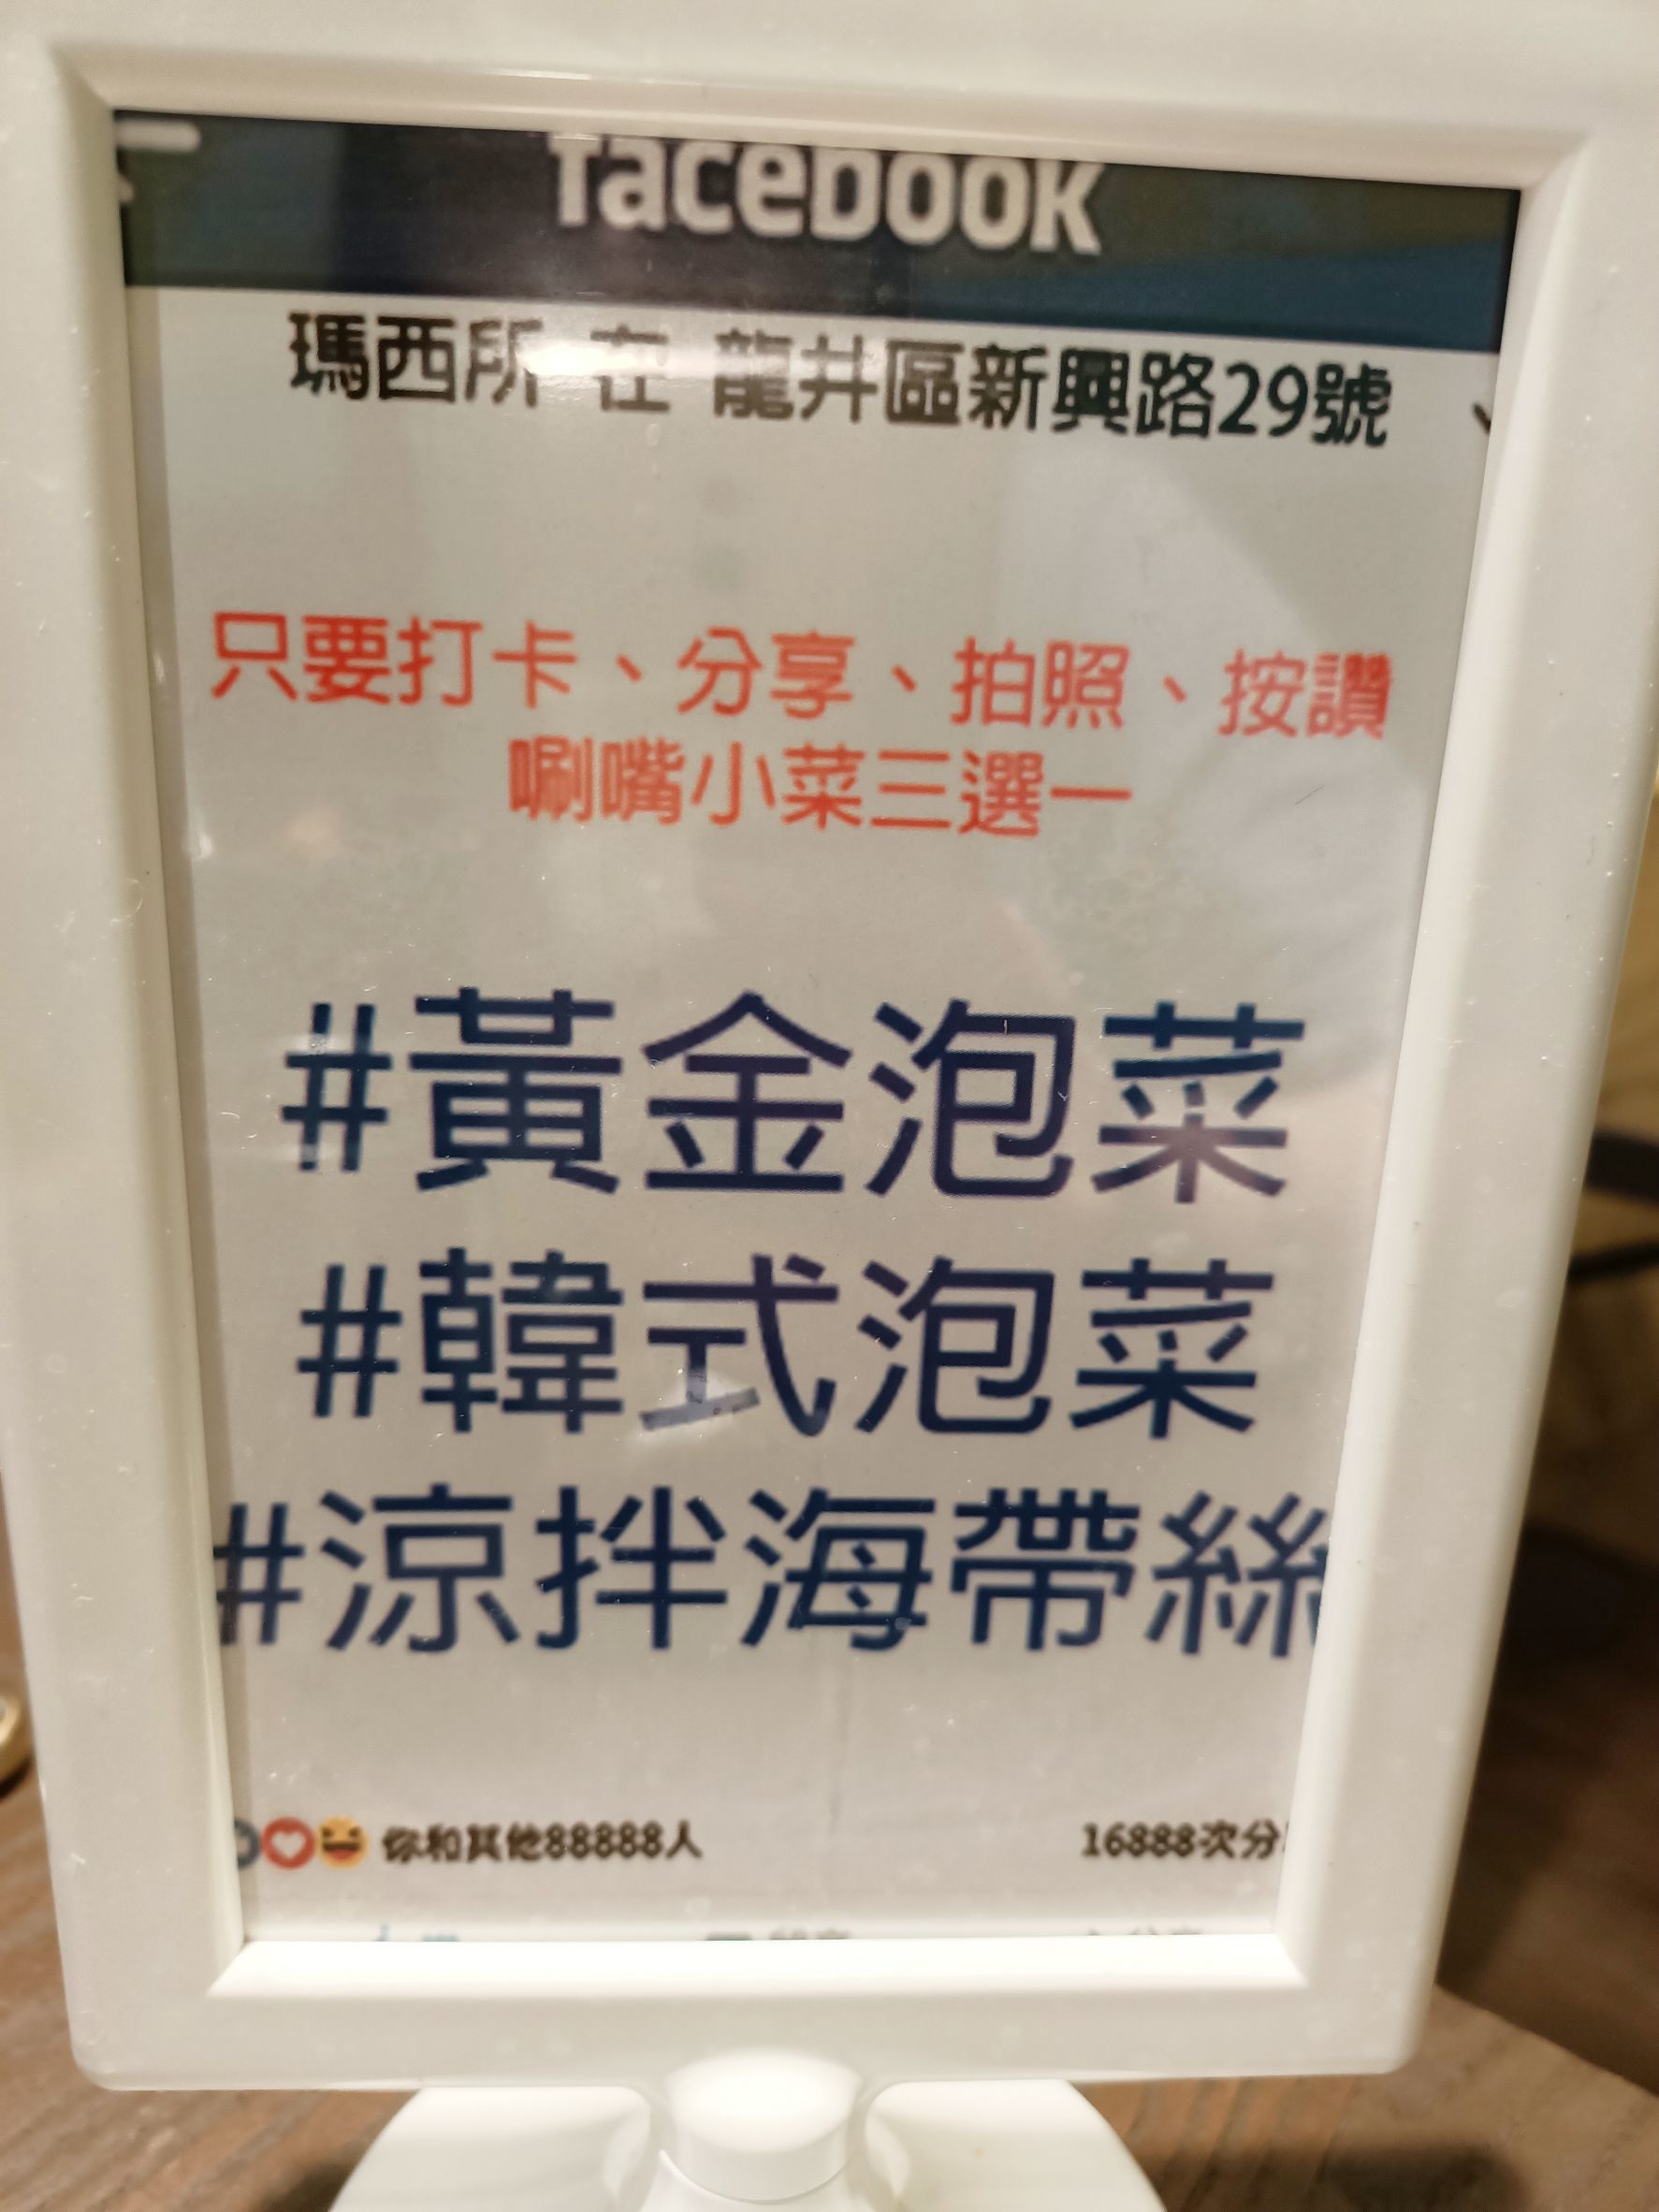 facebook
瑪西所 在 龍井區新興路29號
只要打卡、分享、拍照、按讚
唰嘴小菜三選一
#黃金泡菜
#韓式泡菜
#涼拌海帶絲
你和其他88888人 16888次分